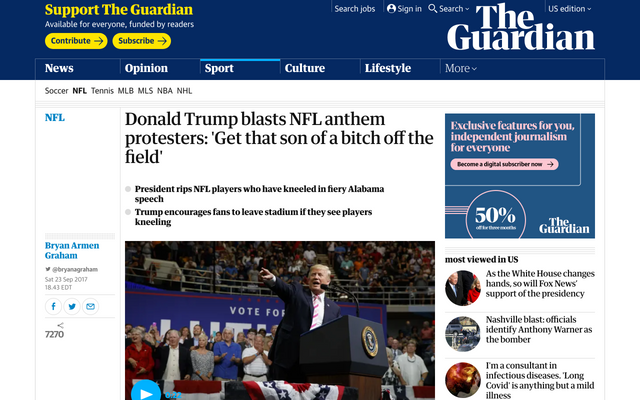 Support The Guardian
Available for everyone, funded by readers
Contribute
Subscribe
Search jobs
Sign in
Search
US edition
The
Guardian
News
Opinion
Sport
Culture
Lifestyle
More
Soccer NFL Tennis MLB MLS NBA NHL
NFL
Donald Trump blasts NFL anthem
protesters: 'Get that son of a bitch off the
field'
President rips NFL players who have kneeled in fiery Alabama
speech
Trump encourages fans to leave stadium if they see players
kneeling
Bryan Armen
Graham
@bryanagraham
Sat 23 Sep 2017
18.43 EDT
7270
VOTE FO
Exclusive features for you,
independent journalism
for everyone
Become a digital subscriber now
50%
off for three months
The
Guardian
most viewed in US
As the White House changes
hands, so will Fox News'
support of the presidency
Nashville blast: officials
identify Anthony Warner as
the bomber
I'm a consultant in
infectious diseases. 'Long
Covid' is anything but a mild
illness